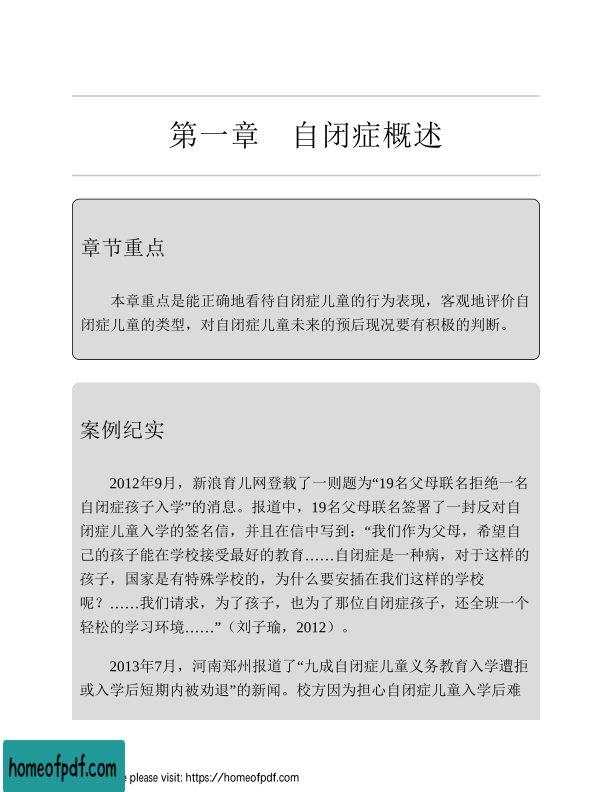 第一章　自闭症概述
章节重点
本章重点是能正确地看待自闭症儿童的行为表现，客观地评价自
闭症儿童的类型，对自闭症儿童未来的预后现况要有积极的判断。
案例纪实
2012年9月，新浪育儿网登载了一则题为“19名父母联名拒绝一名
自闭症孩子入学”的消息。报道中，19名父母联名签署了一封反对自
闭症儿童入学的签名信，并且在信中写到：“我们作为父母，希望自
己的孩子能在学校接受最好的教育……自闭症是一种病，对于这样的
孩子，国家是有特殊学校的，为什么要安插在我们这样的学校
呢？……我们请求，为了孩子，也为了那位自闭症孩子，还全班一个
轻松的学习环境……”（刘子瑜，2012）。
2013年7月，河南郑州报道了“九成自闭症儿童义务教育入学遭拒
或入学后短期内被劝退”的新闻。校方因为担心自闭症儿童入学后难
homeofpdf.com
e please visit: https://homeofpdf.com